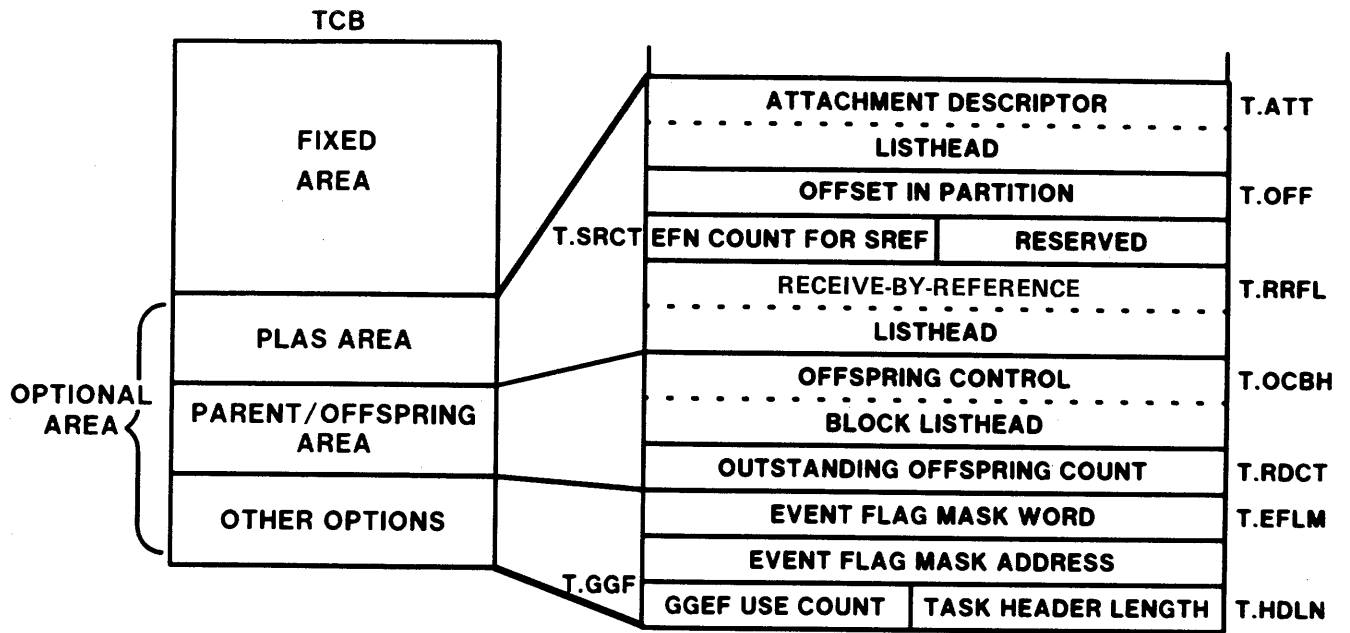 TCB
FIXED
AREA
PLAS AREA
OPTIONAL
AREA
PARENT/OFFSPRING
AREA
OTHER OPTIONS
ATTACHMENT DESCRIPTOR T.ATT
LISTHEAD
OFFSET IN PARTITION T.OFF
T.SRCT EFN COUNT FOR SREF RESERVED
RECEIVE-BY-REFERENCE T.RRFL
LISTHEAD
OFFSPRING CONTROL T.OCBH
BLOCK LISTHEAD
OUTSTANDING OFFSPRING COUNT T.RDCT
EVENT FLAG MASK WORD T.EFLM
EVENT FLAG MASK ADDRESS
T.GGF GGEF USE COUNT TASK HEADER LENGTH T.HDLN